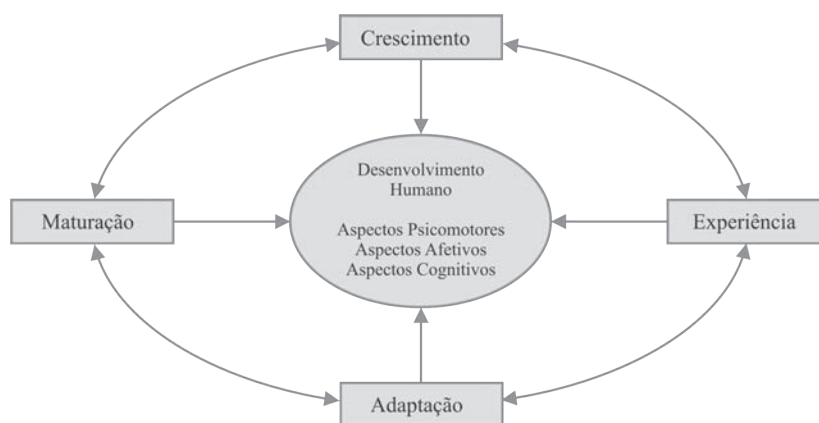 Crescimento
Desenvolvimento
Humano
Aspectos Psicomotores
Aspectos Afetivos
Aspectos Cognitivos
Maturação
Experiência
Adaptação